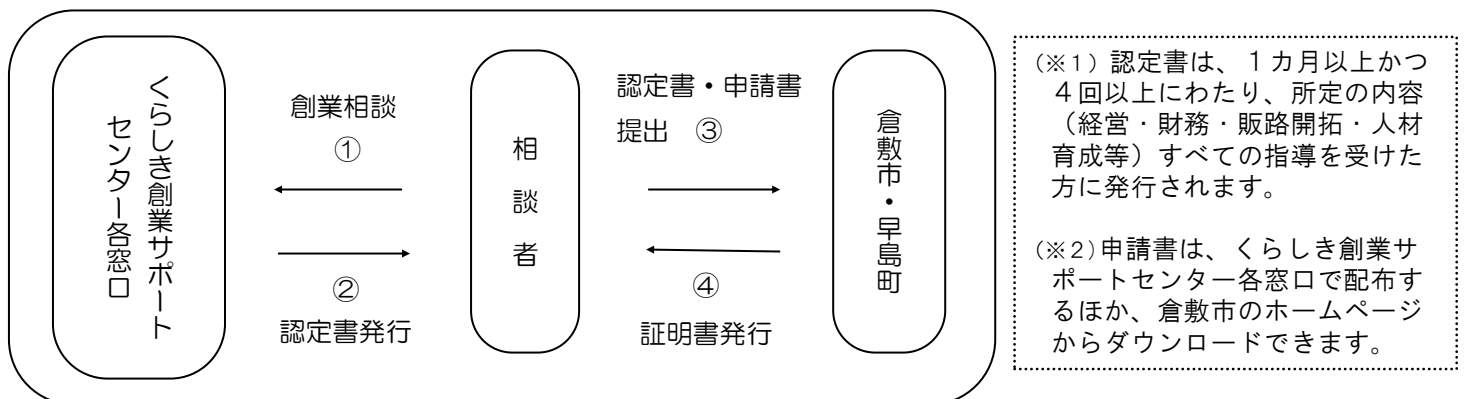 くらしき創業サポート
センター各窓口
創業相談
①
②
認定書発行
相談者
認定書・申請書
提出　③
④
証明書発行
倉敷市・早島町
(※1) 認定書は、１カ月以上かつ
４回以上にわたり、所定の内容
（経営・財務・販路開拓・人材
育成等）すべての指導を受けた
方に発行されます。
(※2)申請書は、くらしき創業サ
ポートセンター各窓口で配布す
るほか、倉敷市のホームページ
からダウンロードできます。